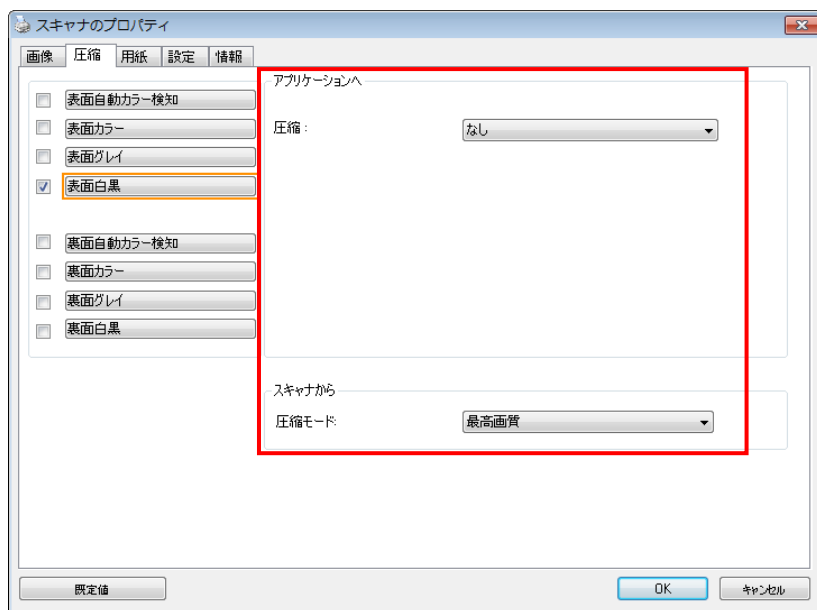 スキャナのプロパティ
画像 圧縮 用紙 設定 情報
表面自動カラー検知
表面カラー
表面グレイ
表面白黒
裏面自動カラー検知
裏面カラー
裏面グレイ
裏面白黒
アプリケーションへ
圧縮: なし
スキャナから
圧縮モード: 最高画質
既定値 OK キャンセル